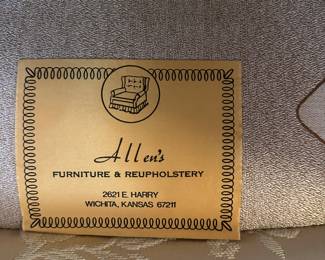 Allen's
FURNITURE & REUPHOLSTERY
2621 E. HARRY
WICHITA, KANSAS 67211